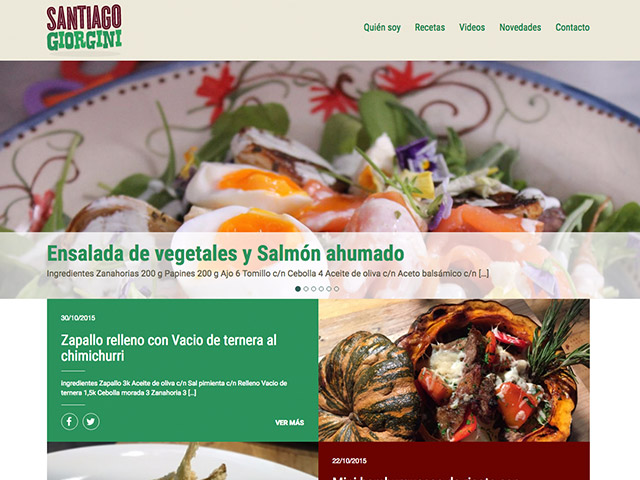 SANTIAGO
GIORGINI
Quién soy Recetas Videos Novedades Contacto
Ensalada de vegetales y Salmón ahumado
Ingredientes Zanahorias 200 g Papines 200 g Ajo 6 Tomillo c/n Cebolla 4 Aceite de oliva c/n Aceto balsámico c/n [...]
30/10/2015
Zapallo relleno con Vacio de ternera al
chimichurri
Ingredientes Zapallo 3k Aceite de oliva c/n Sal pimienta c/n Relleno Vacio de
ternera 1,5k Cebolla morada 3 Zanahoria 3 [...]
VER MÁS
22/10/2015